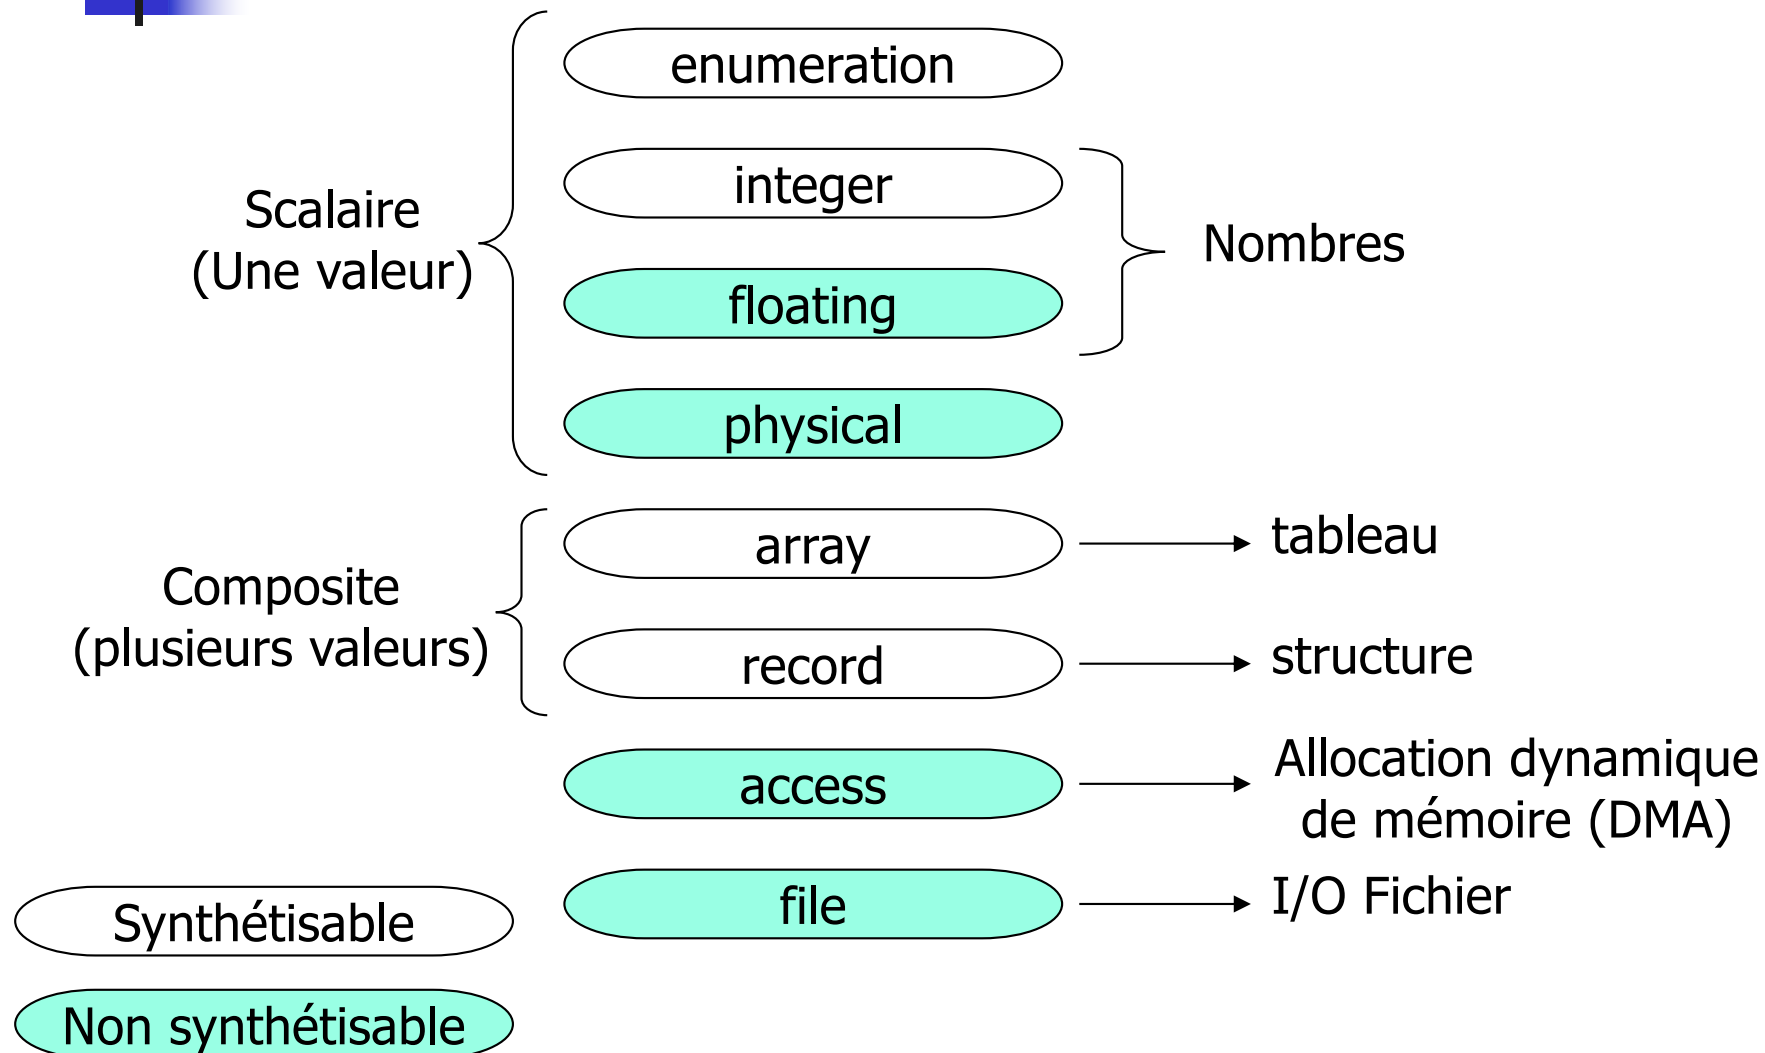 enumeration
integer
Scalaire
(Une valeur)
Nombres
floating
physical
array
tableau
Composite
(plusieurs valeurs)
record
structure
access
Allocation dynamique
de mémoire (DMA)
file
I/O Fichier
Synthétisable
Non synthétisable